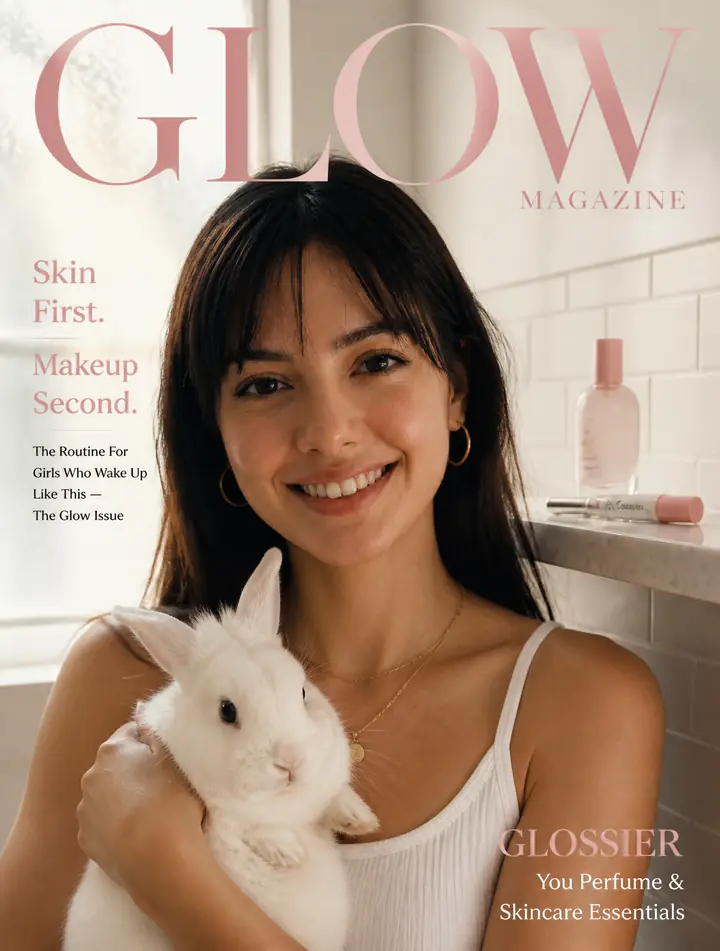 GLOW
MAGAZINE
Skin
First.
Makeup
Second.
The Routine For
Girls Who Wake Up
Like This —
The Glow Issue
GLOSSIER
You Perfume &
Skincare Essentials